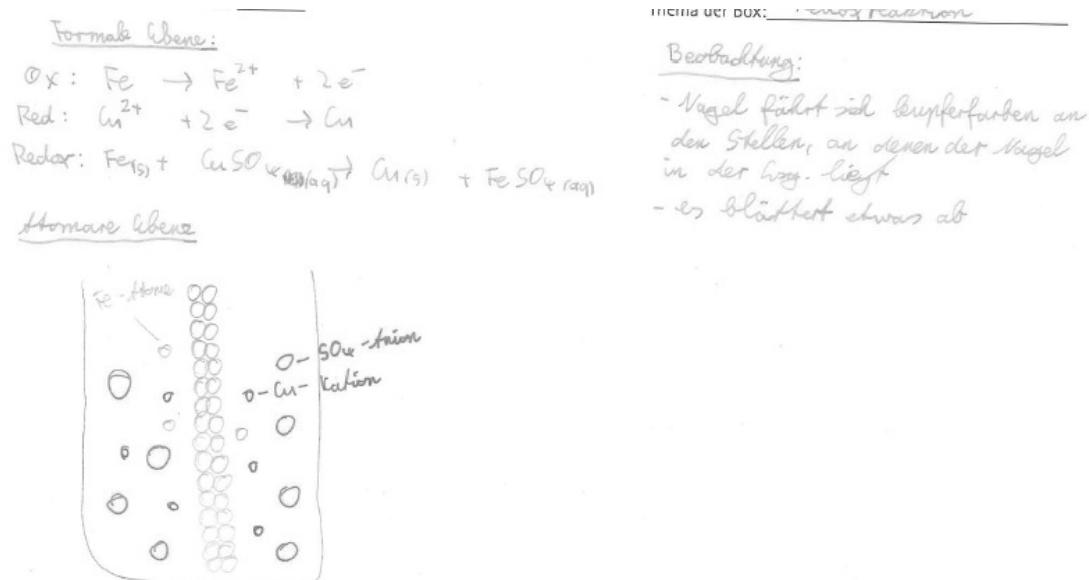 Formale Ebene:
Ox: Fe → Fe²⁺ + 2e⁻
Red: Cu²⁺ + 2e⁻ → Cu
Redox: Fe(s) + CuSO₄ (aq) → Cu(s) + FeSO₄ (aq)
Atomare Ebene
Fe-Atome
SO₄-Anion
Cu-Kation
Thema der Box:
Beobachtung:
- Nagel färbt sich kupferfarben an
den Stellen, an denen der Nagel
in der Lsg. liegt
- es blättert etwas ab